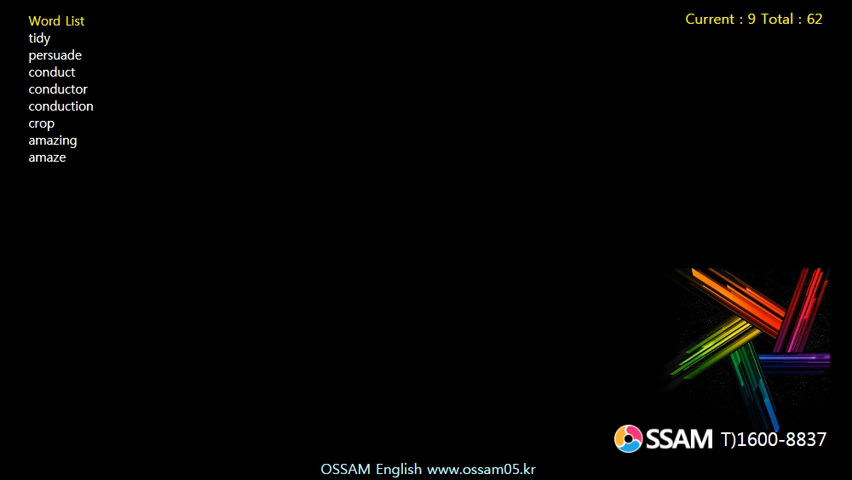 Word List
Current : 9 Total : 62
tidy
persuade
conduct
conductor
conduction
crop
amazing
amaze
SSAM T)1600-8837
OSSAM English www.ossam05.kr